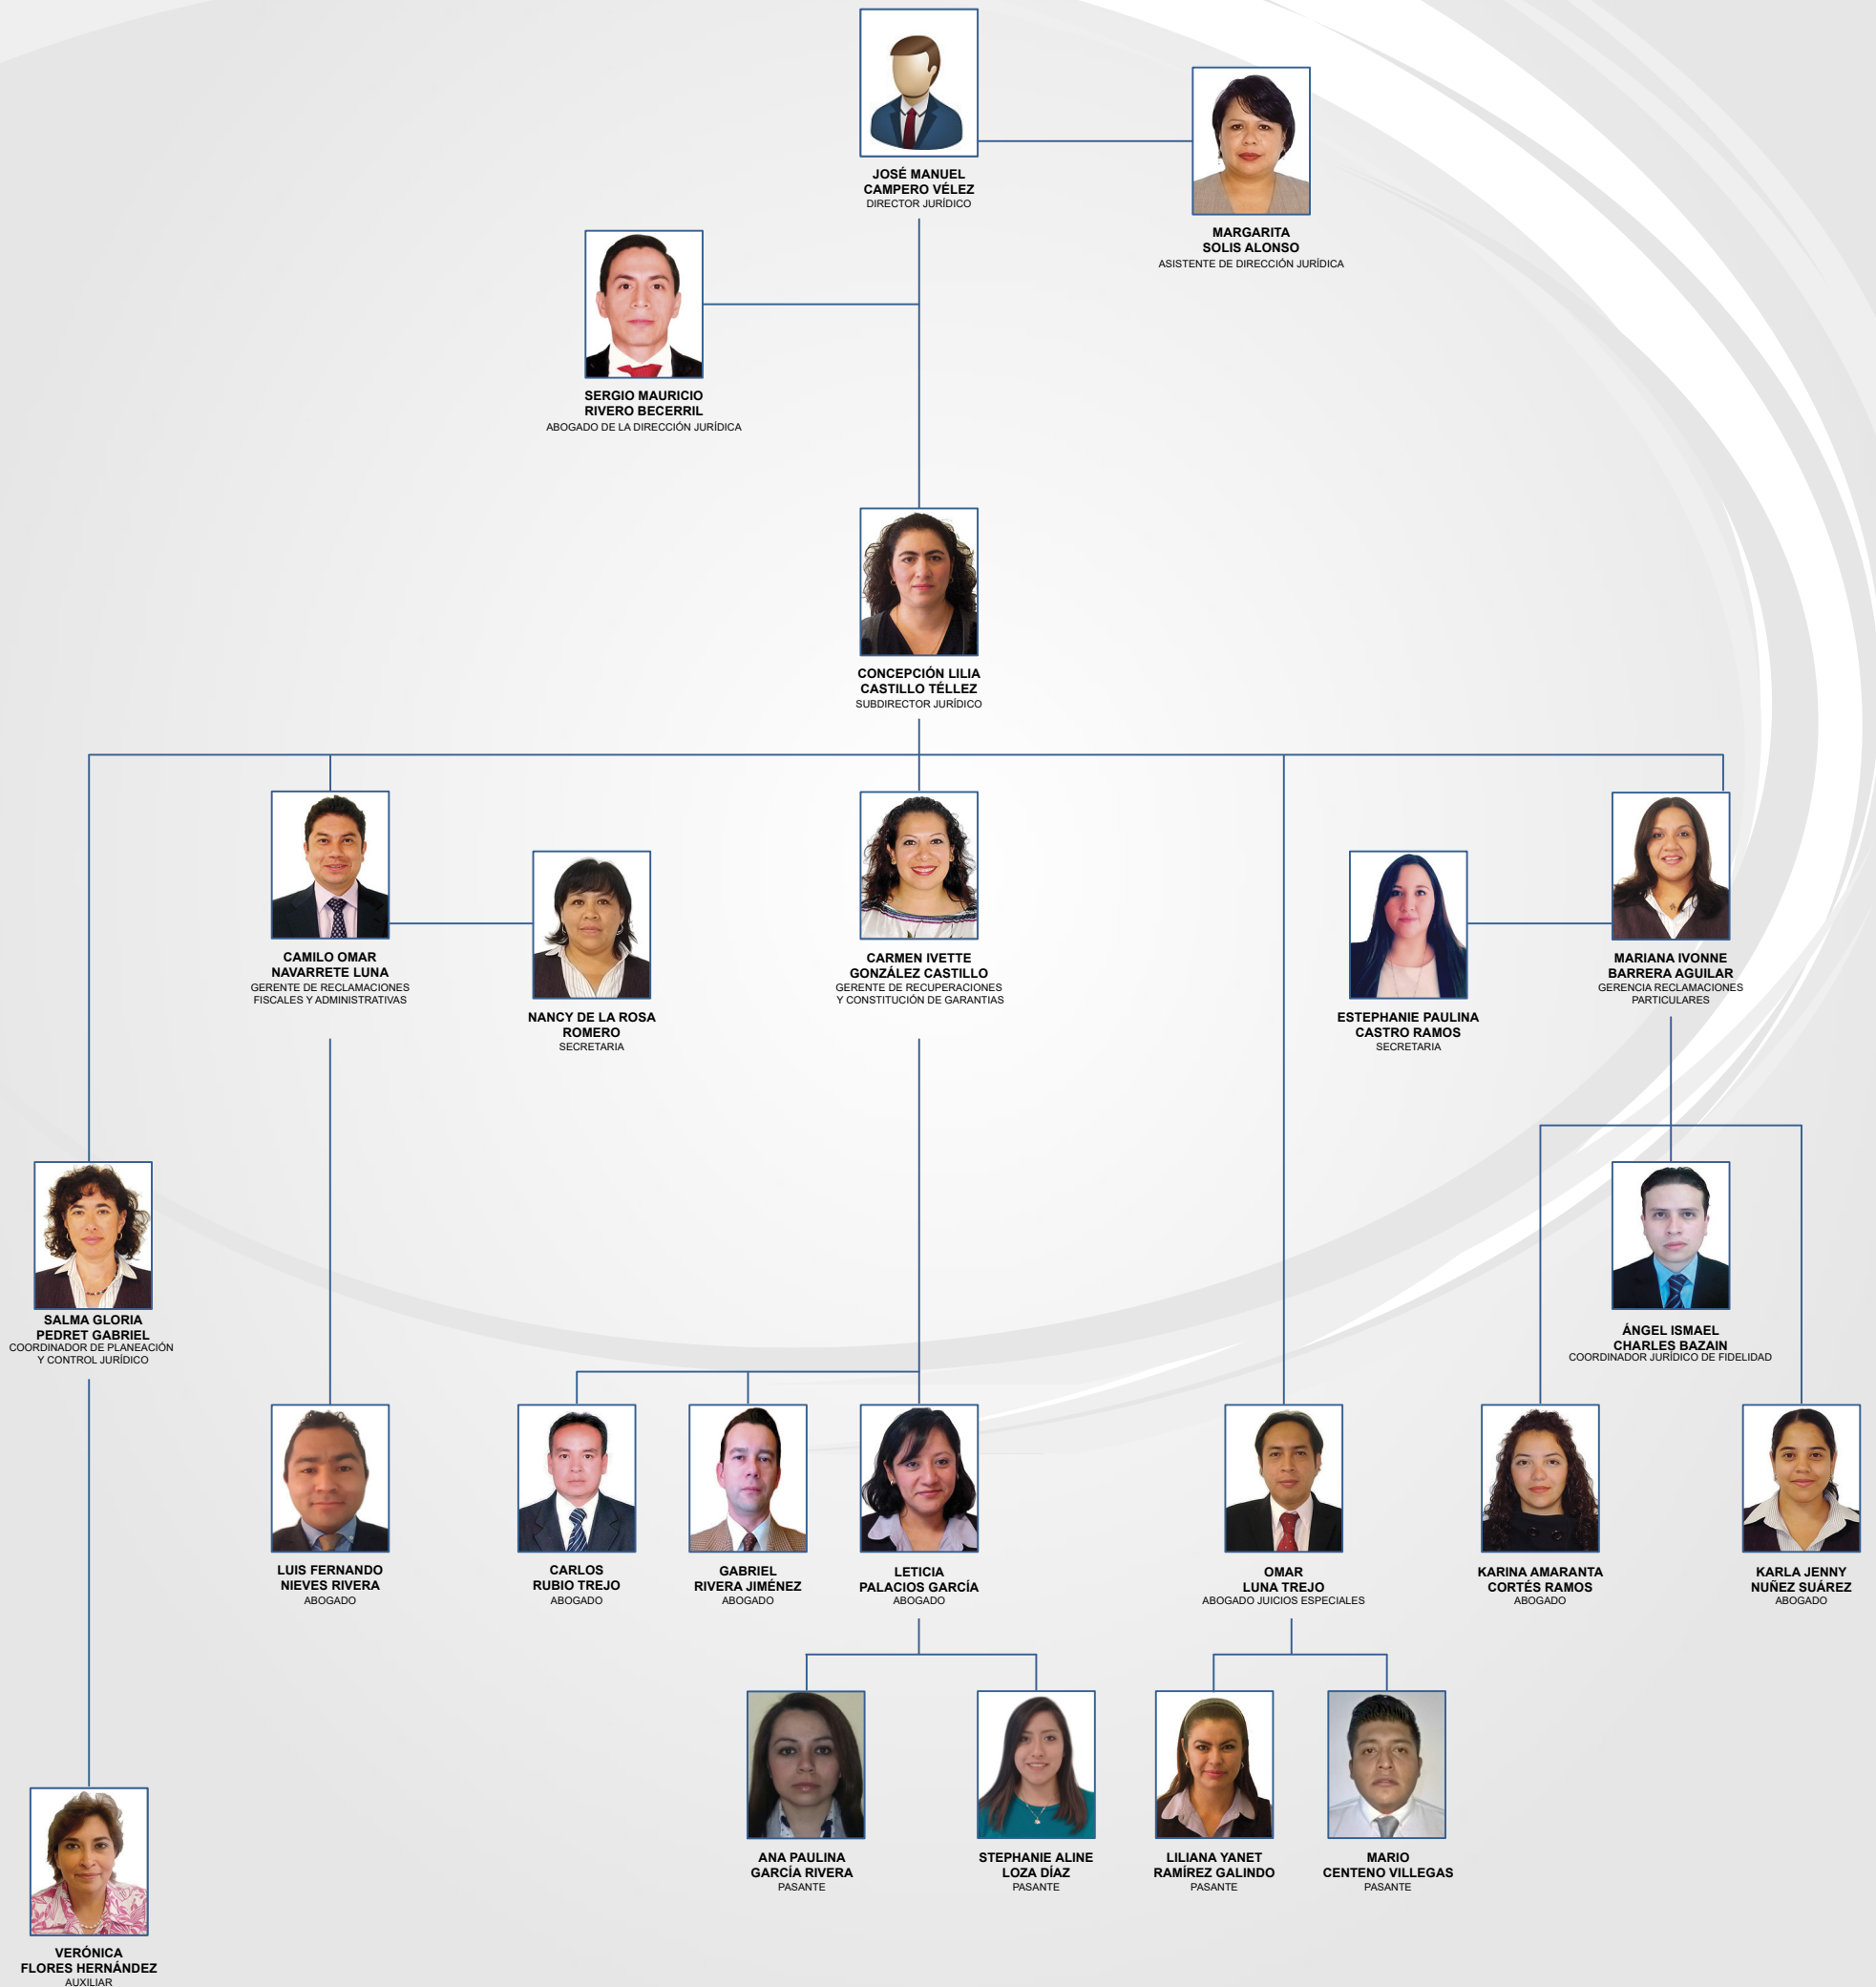 JOSÉ MANUEL
CAMPERO VÉLEZ
DIRECTOR JURÍDICO
MARGARITA
SOLIS ALONSO
ASISTENTE DE DIRECCIÓN JURÍDICA
SERGIO MAURICIO
RIVERO BECERRIL
ABOGADO DE LA DIRECCIÓN JURÍDICA
CONCEPCIÓN LILIA
CASTILLO TÉLLEZ
SUBDIRECTOR JURÍDICO
CAMILO OMAR
NAVARRETE LUNA
GERENTE DE RECLAMACIONES
FISCALES Y ADMINISTRATIVAS
NANCY DE LA ROSA
ROMERO
SECRETARIA
CARMEN IVETTE
GONZÁLEZ CASTILLO
GERENTE DE RECUPERACIONES
Y CONSTITUCIÓN DE GARANTIAS
ESTEPHANIE PAULINA
CASTRO RAMOS
SECRETARIA
MARIANA IVONNE
BARRERA AGUILAR
GERENCIA RECLAMACIONES
PARTICULARES
SALMA GLORIA
PEDRET GABRIEL
COORDINADOR DE PLANEACIÓN
Y CONTROL JURÍDICO
ÁNGEL ISMAEL
CHARLES BAZAIN
COORDINADOR JURÍDICO DE FIDELIDAD
LUIS FERNANDO
NIEVES RIVERA
ABOGADO
CARLOS
RUBIO TREJO
ABOGADO
GABRIEL
RIVERA JIMÉNEZ
ABOGADO
LETICIA
PALACIOS GARCÍA
ABOGADO
OMAR
LUNA TREJO
ABOGADO JUICIOS ESPECIALES
KARINA AMARANTA
CORTÉS RAMOS
ABOGADO
KARLA JENNY
NUÑEZ SUÁREZ
ABOGADO
ANA PAULINA
GARCÍA RIVERA
PASANTE
STEPHANIE ALINE
LOZA DÍAZ
PASANTE
LILIANA YANET
RAMÍREZ GALINDO
PASANTE
MARIO
CENTENO VILLEGAS
PASANTE
VERÓNICA
FLORES HERNÁNDEZ
AUXILIAR